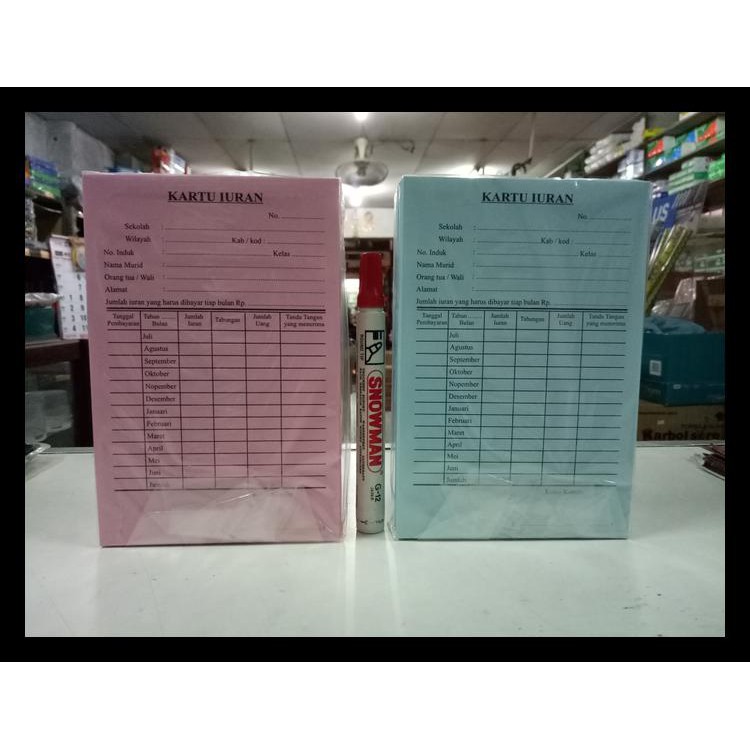 KARTU IURAN
No. ....................
Sekolah : ....................
Wilayah : .................... Kab / kod : ....................
No. Induk : .................... Kelas ....................
Nama Murid : ....................
Orang tua / Wali : ....................
Alamat : ....................
Jumlah iuran yang harus dibayar tiap bulan Rp. ....................
Tanggal Pembayaran Tahun ...... Bulan Jumlah Iuran Tabungan Jumlah Uang Tanda Tangan yang menerima
Juli
Agustus
September
Oktober
Nopember
Desember
Januari
Februari
Maret
April
Mei
Juni
Jumlah
SNOWMAN
G-12
KARTU IURAN
No. ....................
Sekolah : ....................
Wilayah : .................... Kab / kod : ....................
No. Induk : .................... Kelas ....................
Nama Murid : ....................
Orang tua / Wali : ....................
Alamat : ....................
Jumlah iuran yang harus dibayar tiap bulan Rp. ....................
Tanggal Pembayaran Tahun ...... Bulan Jumlah Iuran Tabungan Jumlah Uang Tanda Tangan yang menerima
Juli
Agustus
September
Oktober
Nopember
Desember
Januari
Februari
Maret
April
Mei
Juni
Jumlah
US
Karbol